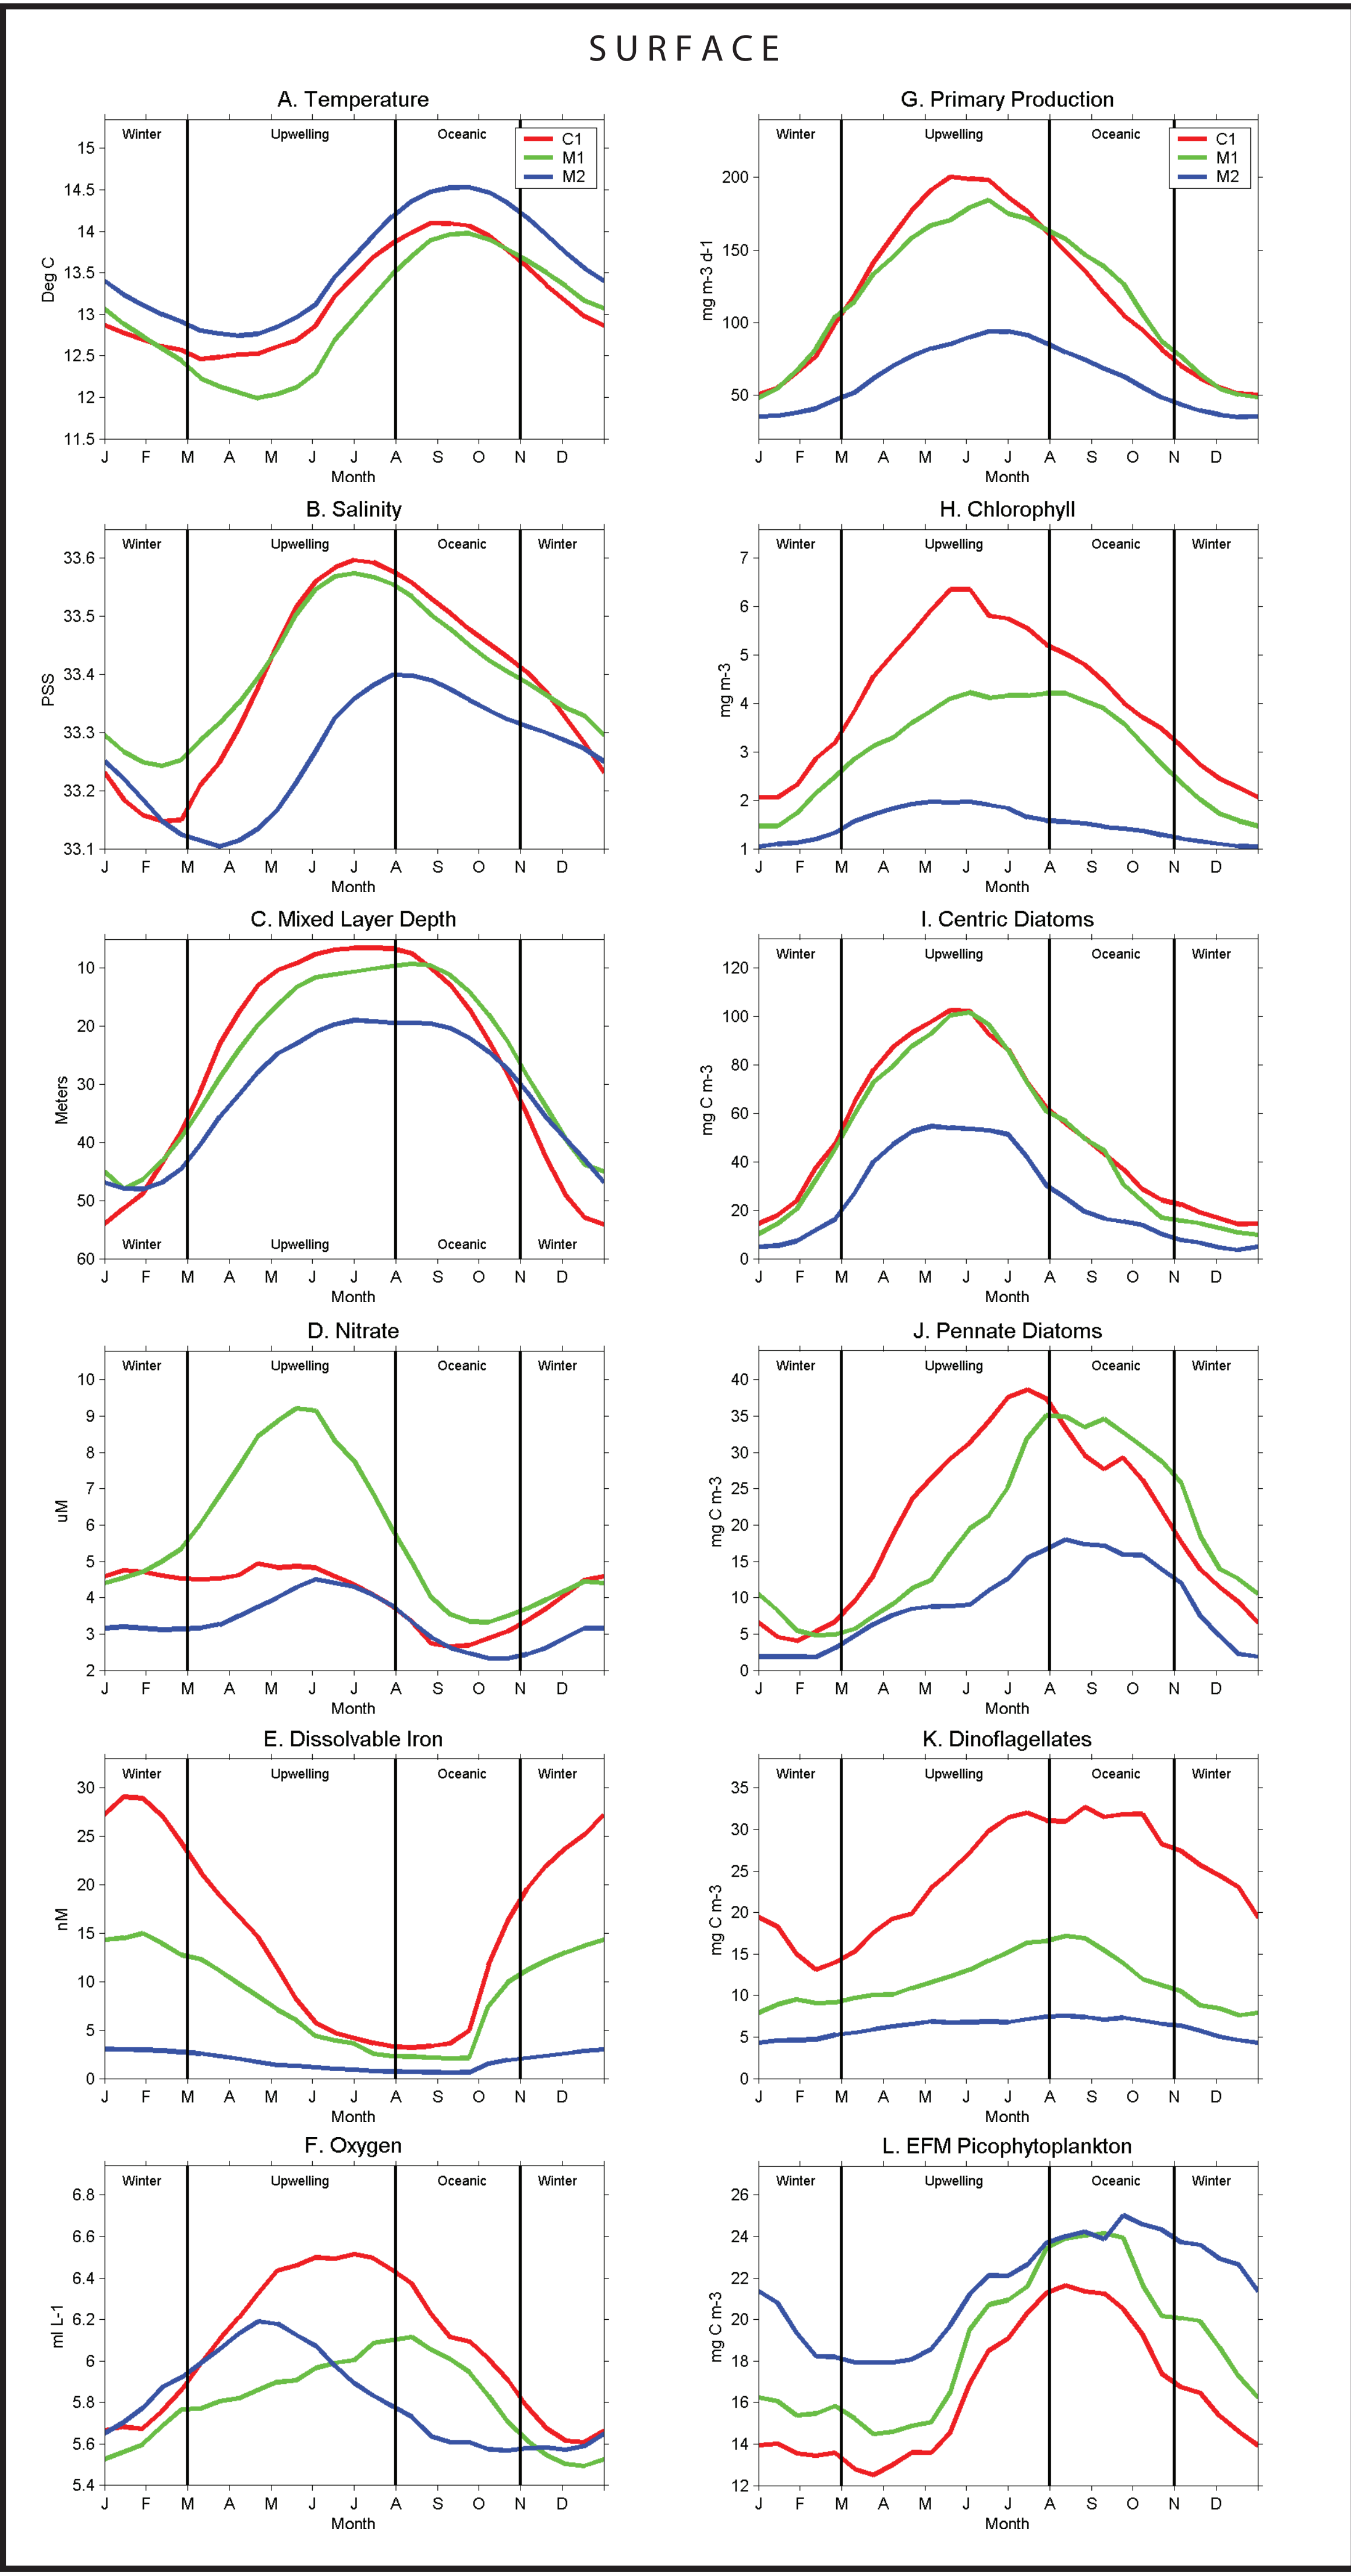 SURFACE
A. Temperature
Winter Upwelling Oceanic
C1
M1
M2
15
14.5
14
13.5
13
12.5
12
11.5
Deg C
J F M A M J J A S O N D
Month
G. Primary Production
Winter Upwelling Oceanic
C1
M1
M2
200
150
100
50
mg m-3 d-1
J F M A M J J A S O N D
Month
B. Salinity
Winter Upwelling Oceanic Winter
33.6
33.5
33.4
33.3
33.2
33.1
PSS
J F M A M J J A S O N D
Month
H. Chlorophyll
Winter Upwelling Oceanic Winter
7
6
5
4
3
2
1
mg m-3
J F M A M J J A S O N D
Month
C. Mixed Layer Depth
10
20
30
40
50
60
Meters
Winter Upwelling Oceanic Winter
J F M A M J J A S O N D
Month
I. Centric Diatoms
Winter Upwelling Oceanic Winter
120
100
80
60
40
20
0
mg C m-3
J F M A M J J A S O N D
Month
D. Nitrate
Winter Upwelling Oceanic Winter
10
9
8
7
6
5
4
3
2
uM
J F M A M J J A S O N D
Month
J. Pennate Diatoms
Winter Upwelling Oceanic Winter
40
35
30
25
20
15
10
5
0
mg C m-3
J F M A M J J A S O N D
Month
E. Dissolvable Iron
Winter Upwelling Oceanic Winter
30
25
20
15
10
5
0
nM
J F M A M J J A S O N D
Month
K. Dinoflagellates
Winter Upwelling Oceanic Winter
35
30
25
20
15
10
5
0
mg C m-3
J F M A M J J A S O N D
Month
F. Oxygen
Winter Upwelling Oceanic Winter
6.8
6.6
6.4
6.2
6
5.8
5.6
5.4
ml L-1
J F M A M J J A S O N D
Month
L. EFM Picophytoplankton
Winter Upwelling Oceanic Winter
26
24
22
20
18
16
14
12
mg C m-3
J F M A M J J A S O N D
Month